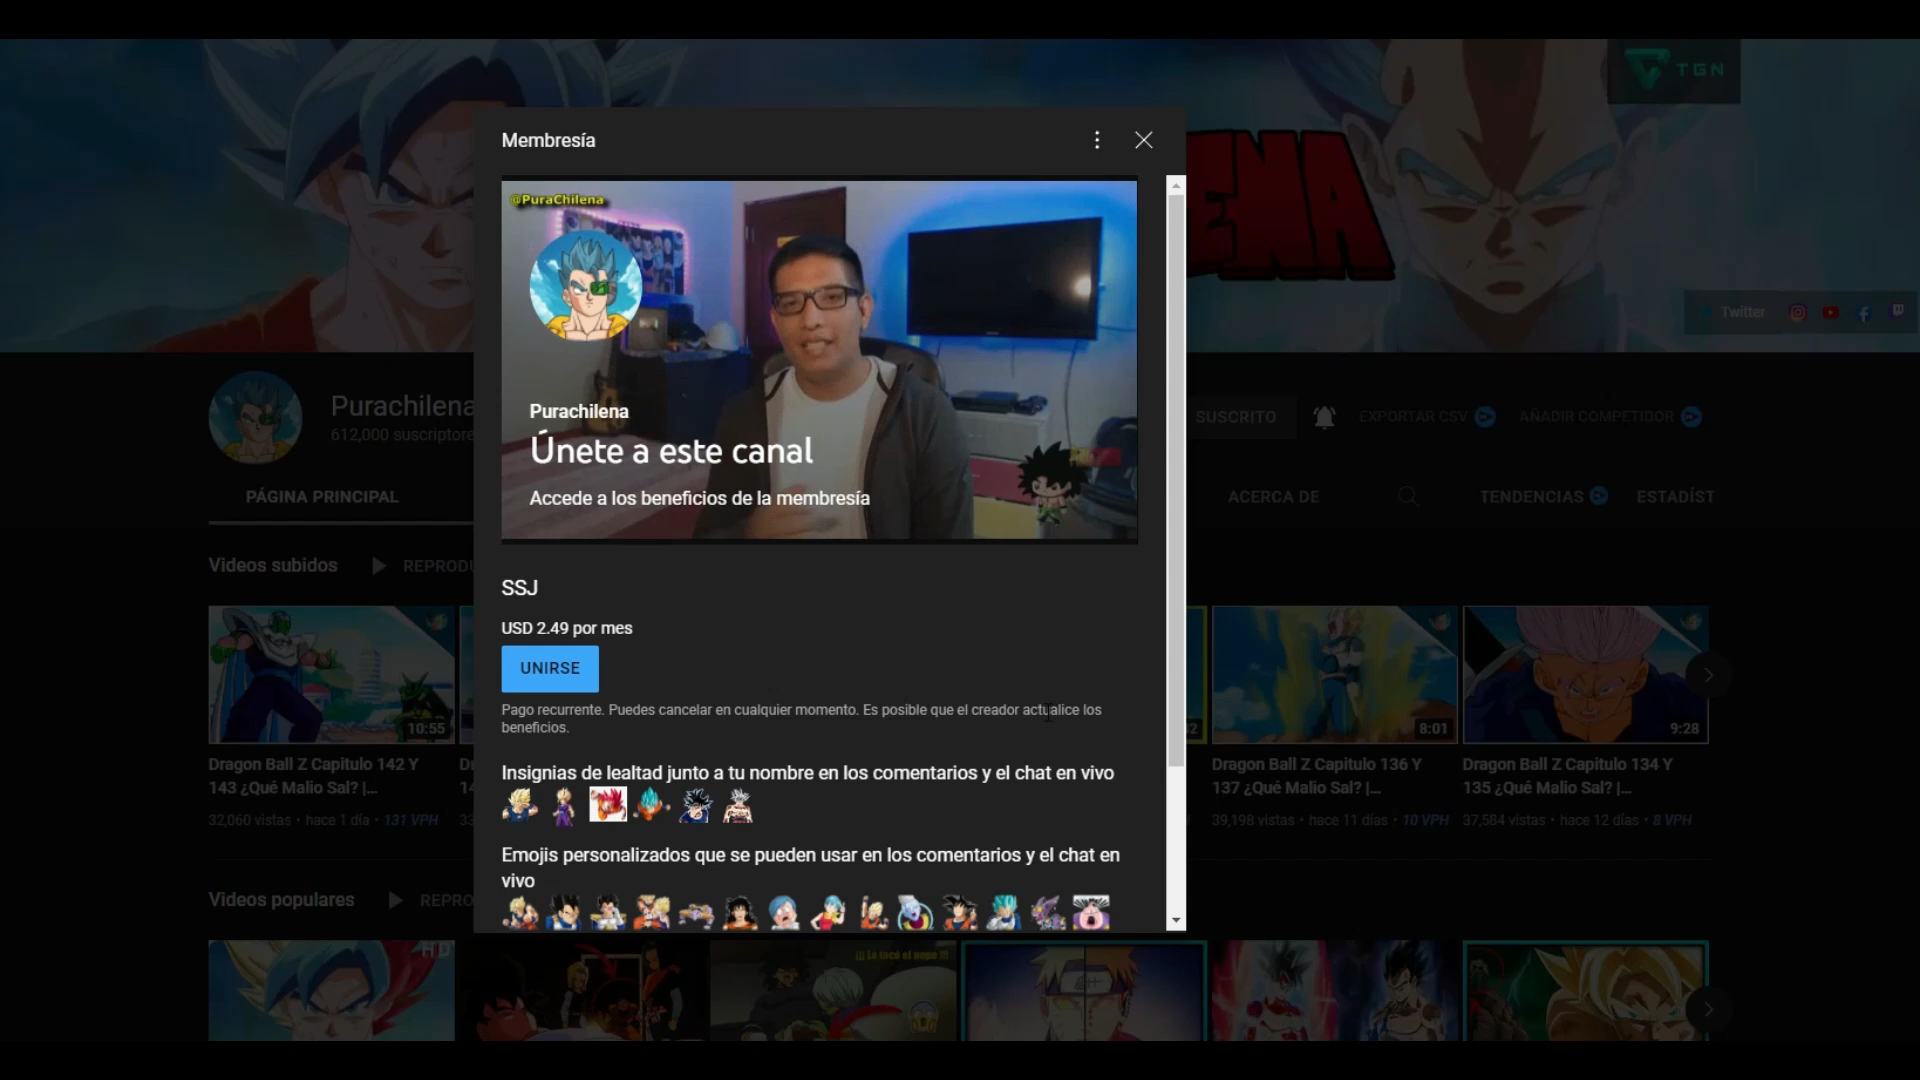 TGN
ENA
Twitter
Membresía
@PuraChilena
Purachilena
Únete a este canal
Accede a los beneficios de la membresía
Purachilena
612,000 suscriptore
SUSCRITO
EXPORTAR CSV
AÑADIR COMPETIDOR
PÁGINA PRINCIPAL
ACERCA DE
TENDENCIAS
ESTADÍST
SSJ
USD 2.49 por mes
UNIRSE
Pago recurrente. Puedes cancelar en cualquier momento. Es posible que el creador actualice los
beneficios.
Insignias de lealtad junto a tu nombre en los comentarios y el chat en vivo
Emojis personalizados que se pueden usar en los comentarios y el chat en
vivo
Videos subidos
REPRODU
10:55
8:01
9:28
Dragon Ball Z Capitulo 142 Y
143 ¿Qué Malio Sal? |...
32,060 vistas • hace 1 día • 131 VPH
Dragon Ball Z Capitulo 136 Y
137 ¿Qué Malio Sal? |...
39,198 vistas • hace 11 días • 10 VPH
Dragon Ball Z Capitulo 134 Y
135 ¿Qué Malio Sal? |...
37,584 vistas • hace 12 días • 8 VPH
Videos populares
REPRO
HD